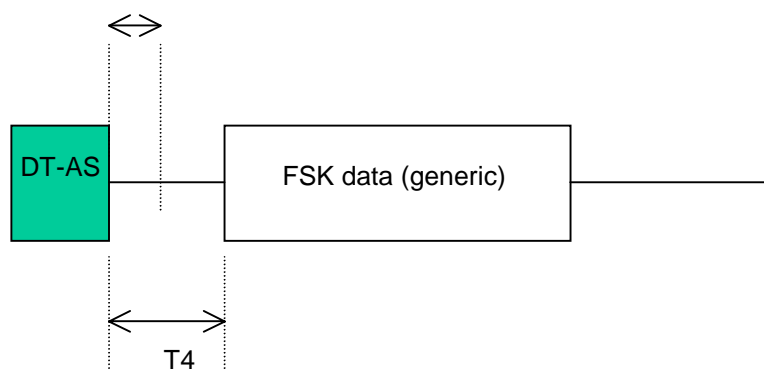 DT-AS
FSK data (generic)
T4